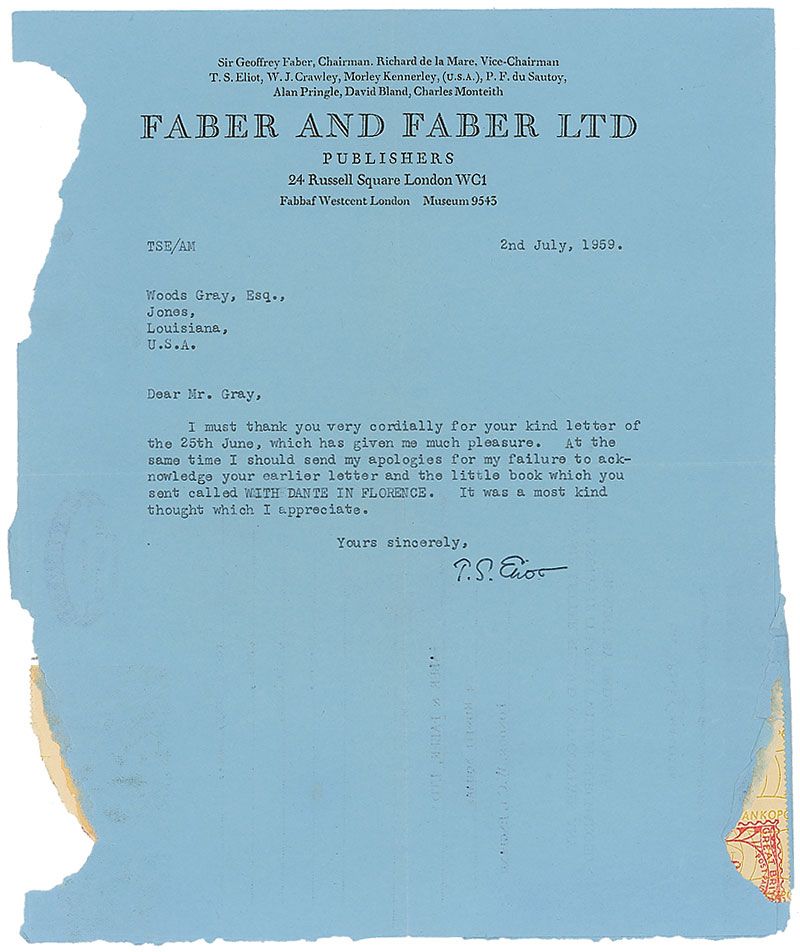 Sir Geoffrey Faber, Chairman. Richard de la Mare, Vice-Chairman
T. S. Eliot, W. J. Crawley, Morley Kennerley, (U.S.A.), P. F. du Sautoy,
Alan Pringle, David Bland, Charles Monteith
FABER AND FABER LTD
PUBLISHERS
24 Russell Square London WC1
Fabbaf Westcent London Museum 9543
TSE/AM 2nd July, 1959.
Woods Gray, Esq.,
Jones,
Louisiana,
U.S.A.
Dear Mr. Gray,
I must thank you very cordially for your kind letter of
the 25th June, which has given me much pleasure. At the
same time I should send my apologies for my failure to ack-
nowledge your earlier letter and the little book which you
sent called WITH DANTE IN FLORENCE. It was a most kind
thought which I appreciate.
Yours sincerely,
T. S. Eliot
ANKOPO
GREAT BRIT